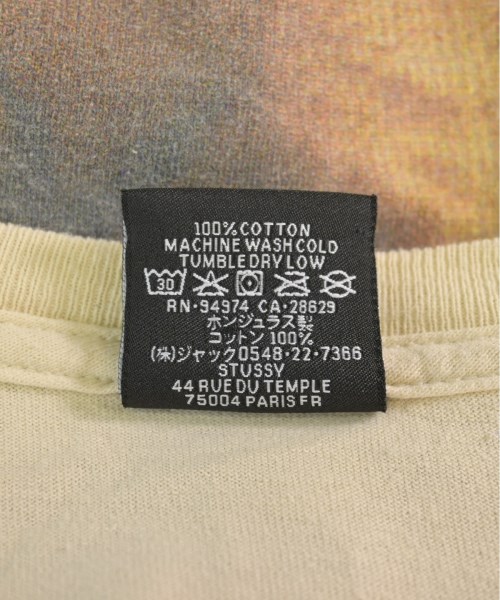 100% COTTON
MACHINE WASH COLD
TUMBLE DRY LOW
30
RN・94974 CA・28629
ホンジュラス製
コットン 100%
(株)ジャック0548・22・7366
STUSSY
44 RUE DU TEMPLE
75004 PARIS FR